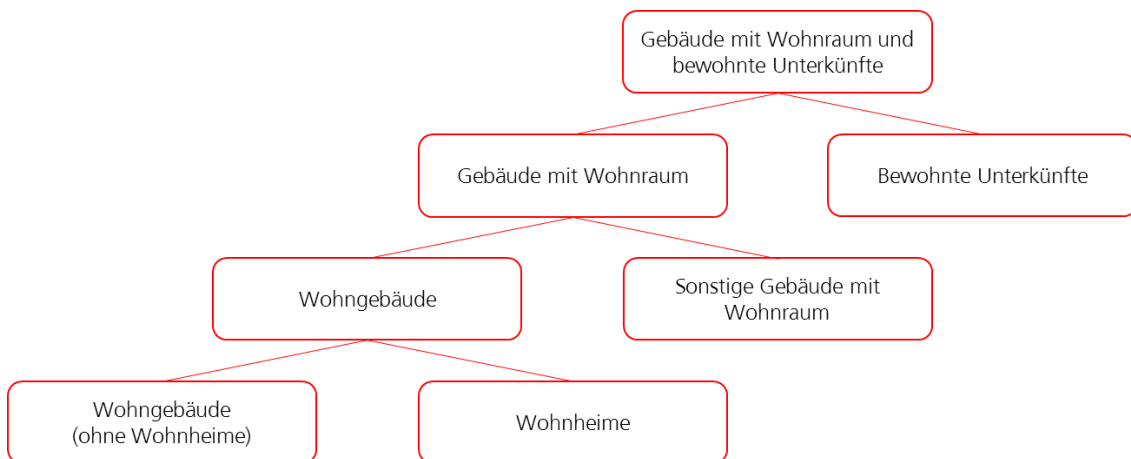 Gebäude mit Wohnraum und
bewohnte Unterkünfte
Gebäude mit Wohnraum
Bewohnte Unterkünfte
Wohngebäude
Sonstige Gebäude mit
Wohnraum
Wohngebäude
(ohne Wohnheime)
Wohnheime